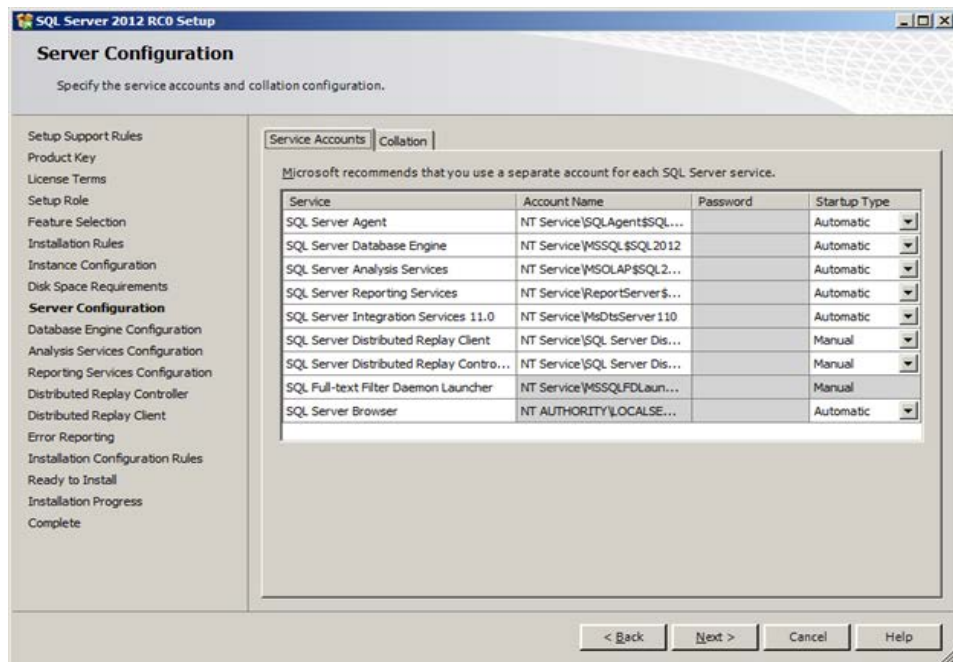 SQL Server 2012 RC0 Setup
Server Configuration
Specify the service accounts and collation configuration.
Setup Support Rules
Product Key
License Terms
Setup Role
Feature Selection
Installation Rules
Instance Configuration
Disk Space Requirements
Server Configuration
Database Engine Configuration
Analysis Services Configuration
Reporting Services Configuration
Distributed Replay Controller
Distributed Replay Client
Error Reporting
Installation Configuration Rules
Ready to Install
Installation Progress
Complete
Service Accounts Collation
Microsoft recommends that you use a separate account for each SQL Server service.
Service Account Name Password Startup Type
SQL Server Agent NT Service\SQLAgent$SQL... Automatic
SQL Server Database Engine NT Service\MSSQL$SQL2012 Automatic
SQL Server Analysis Services NT Service\MSOLAP$SQL2... Automatic
SQL Server Reporting Services NT Service\ReportServer$... Automatic
SQL Server Integration Services 11.0 NT Service\MsDtsServer110 Automatic
SQL Server Distributed Replay Client NT Service\SQL Server Dis... Manual
SQL Server Distributed Replay Contro... NT Service\SQL Server Dis... Manual
SQL Full-text Filter Daemon Launcher NT Service\MSSQLFDLaun... Manual
SQL Server Browser NT AUTHORITY\LOCALSE... Automatic
< Back Next > Cancel Help